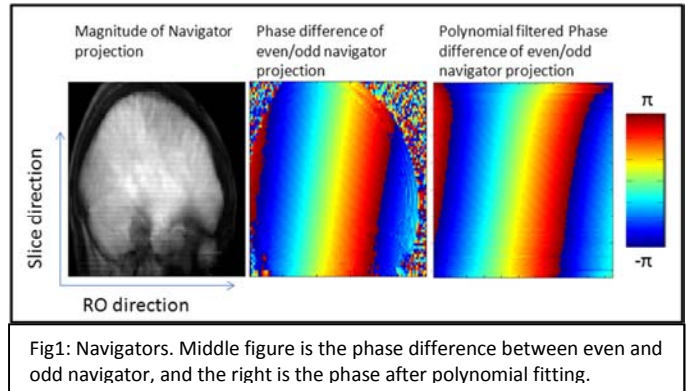 Magnitude of Navigator
projection
Phase difference of
even/odd navigator
projection
Polynomial filtered Phase
difference of even/odd
navigator projection
π
-π
Slice direction
RO direction
Fig1: Navigators. Middle figure is the phase difference between even and
odd navigator, and the right is the phase after polynomial fitting.